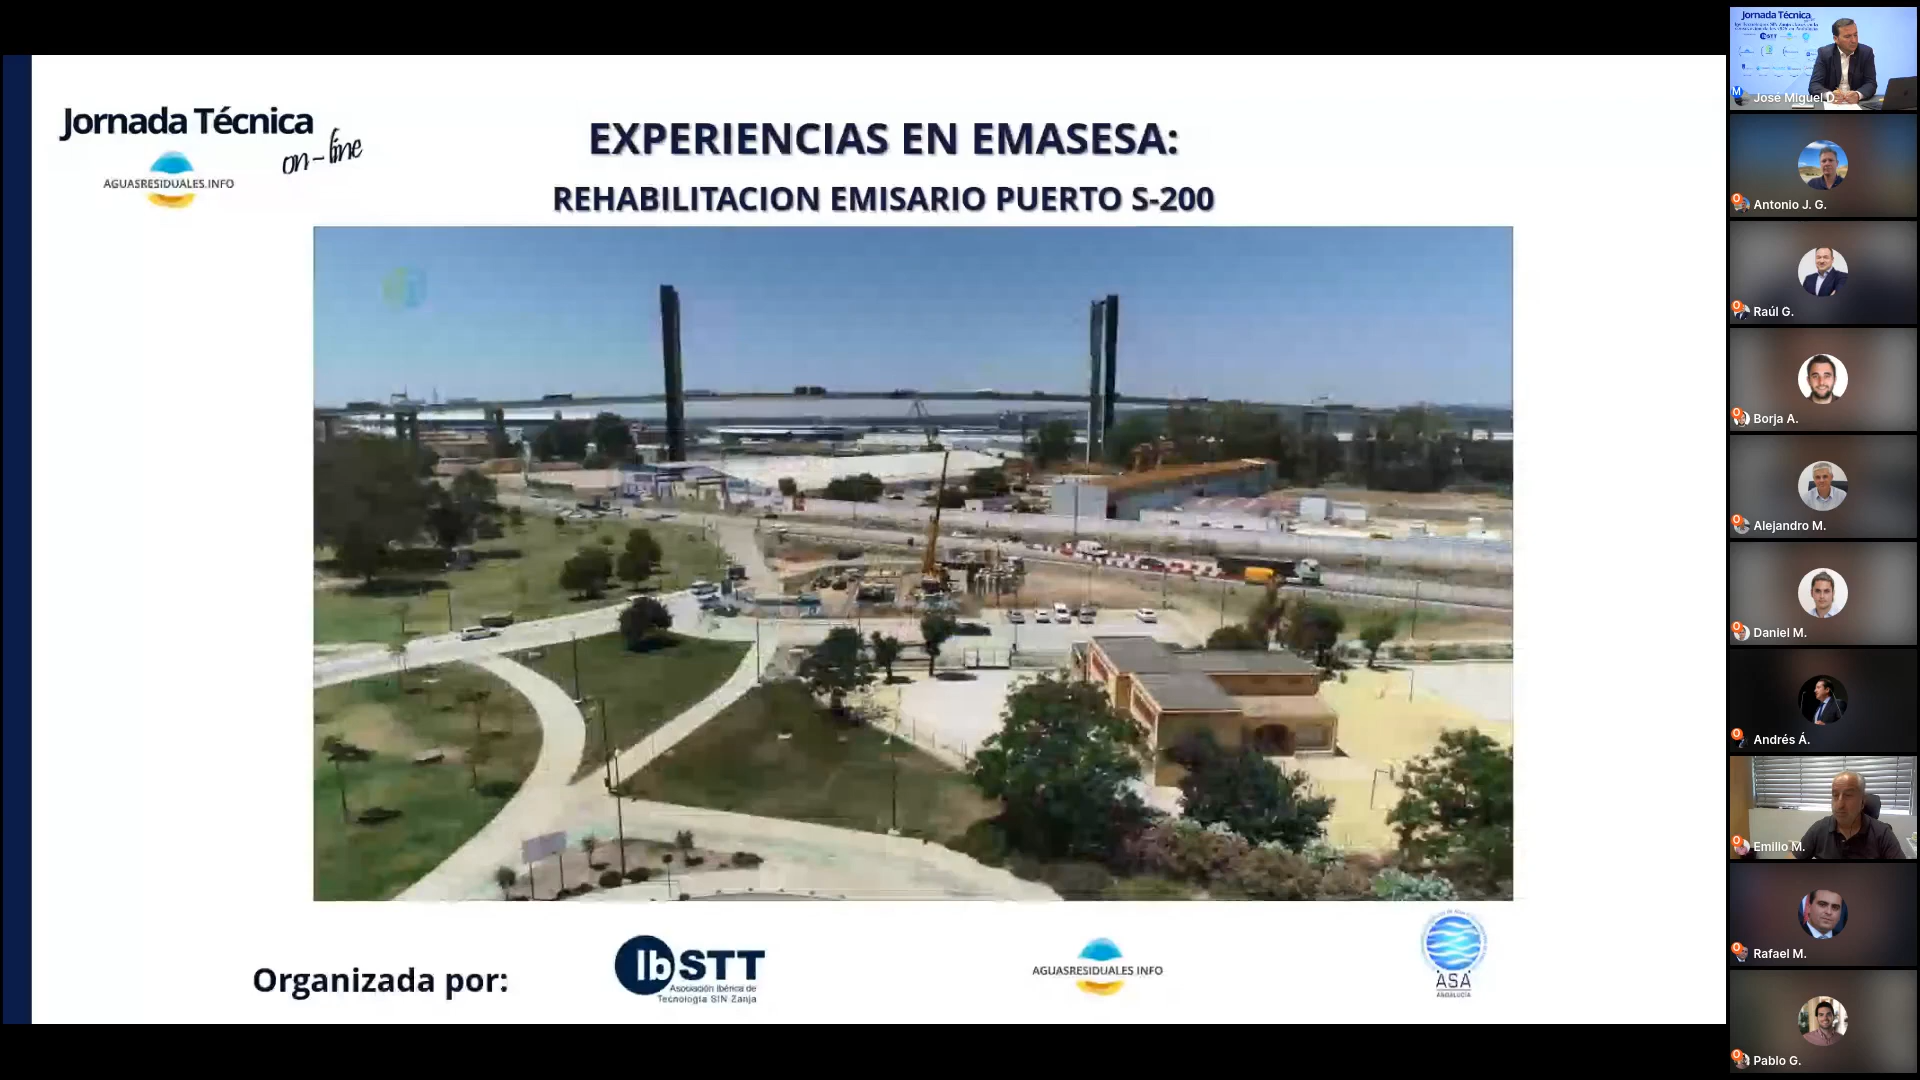 Jornada Técnica
on-line
AGUASRESIDUALES.INFO
EXPERIENCIAS EN EMASESA:
REHABILITACION EMISARIO PUERTO S-200
Organizada por:
IbSTT
Asociación Ibérica de
Tecnología SIN Zanja
AGUASRESIDUALES.INFO
ASA
ANDALUCÍA
Jornada Técnica
IbSTT
M
José Miguel D.
O
Antonio J. G.
O
Raúl G.
O
Borja A.
O
Alejandro M.
O
Daniel M.
O
Andrés Á.
O
Emilio M.
O
Rafael M.
O
Pablo G.